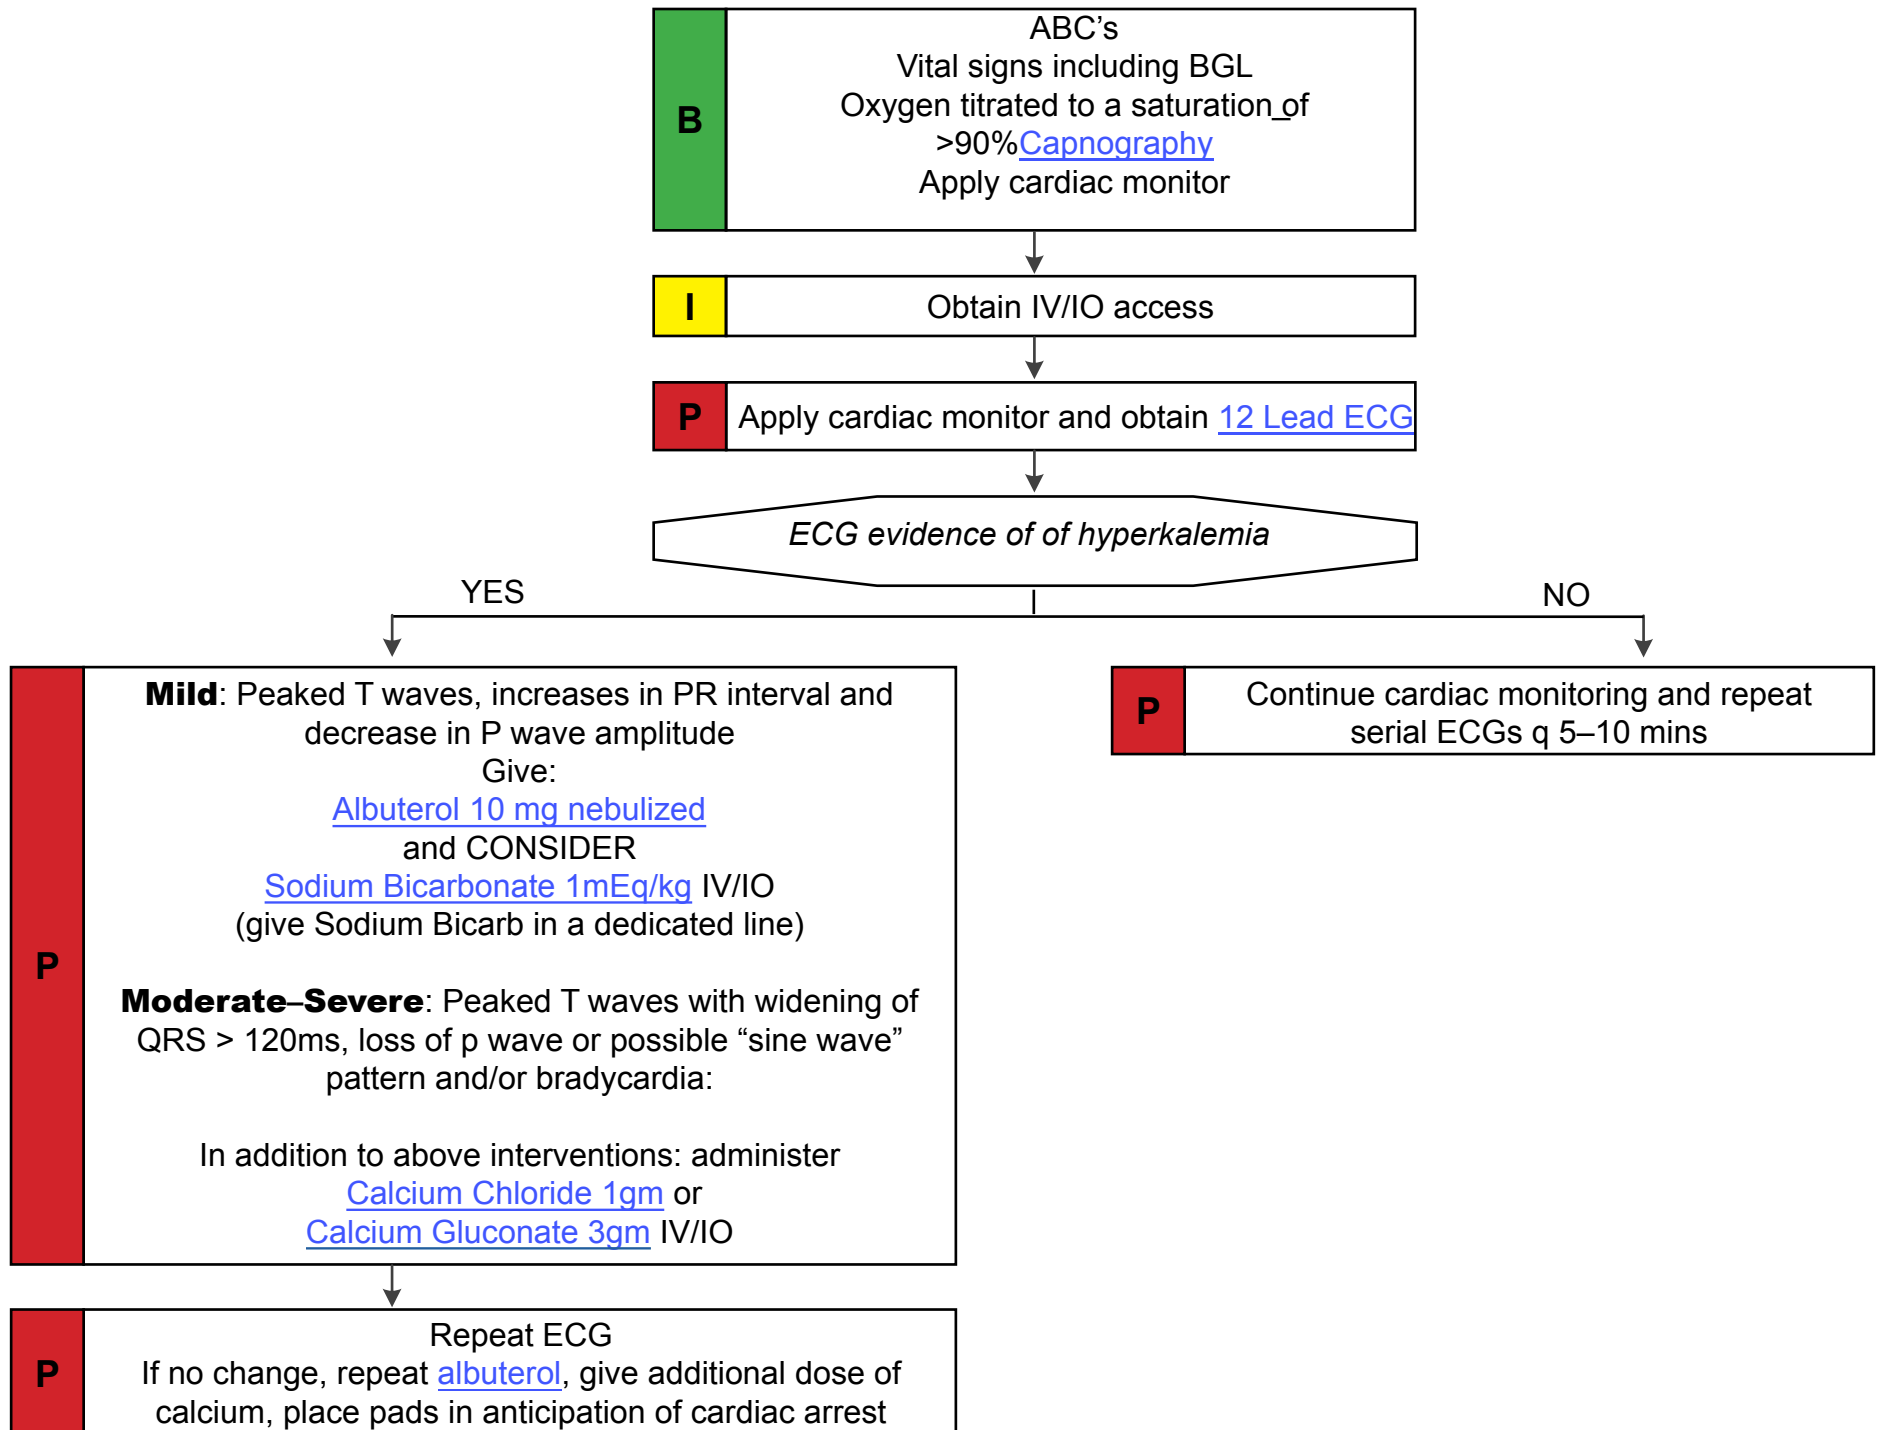 B
ABC’s
Vital signs including BGL
Oxygen titrated to a saturation of
>90%Capnography
Apply cardiac monitor
I
Obtain IV/IO access
P
Apply cardiac monitor and obtain 12 Lead ECG
ECG evidence of of hyperkalemia
YES
NO
P
Mild: Peaked T waves, increases in PR interval and
decrease in P wave amplitude
Give:
Albuterol 10 mg nebulized
and CONSIDER
Sodium Bicarbonate 1mEq/kg IV/IO
(give Sodium Bicarb in a dedicated line)
Moderate–Severe: Peaked T waves with widening of
QRS > 120ms, loss of p wave or possible “sine wave”
pattern and/or bradycardia:
In addition to above interventions: administer
Calcium Chloride 1gm or
Calcium Gluconate 3gm IV/IO
P
Continue cardiac monitoring and repeat
serial ECGs q 5–10 mins
P
Repeat ECG
If no change, repeat albuterol, give additional dose of
calcium, place pads in anticipation of cardiac arrest